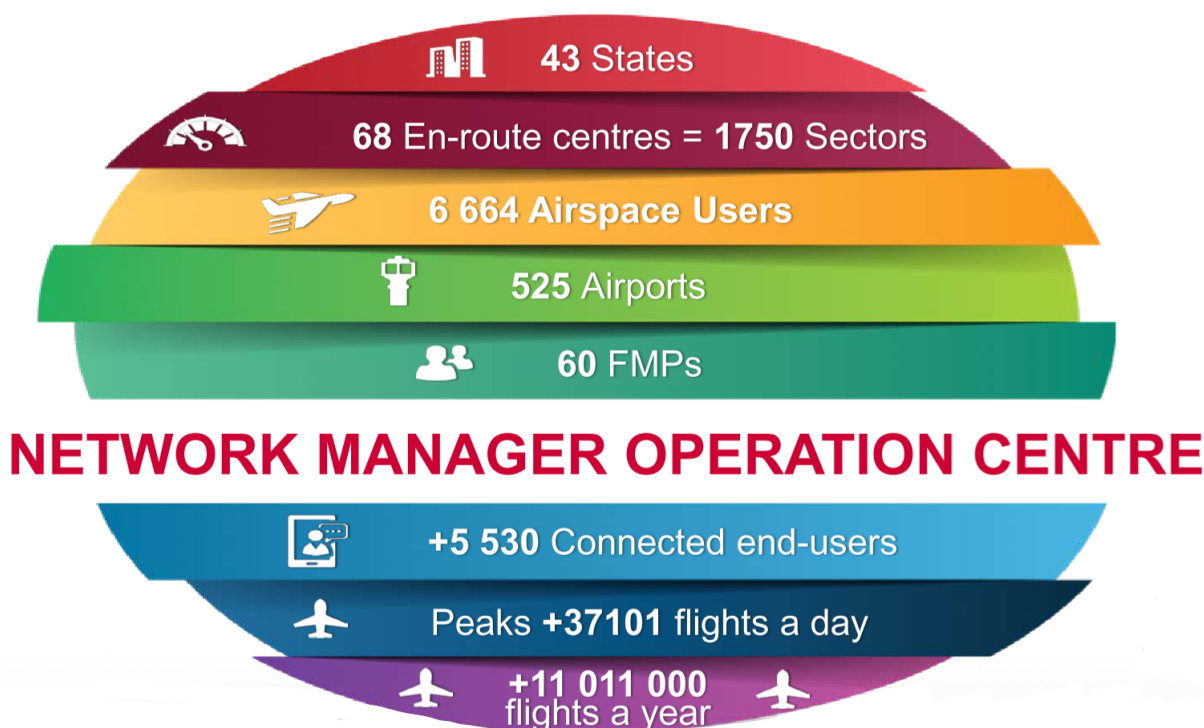 43 States
68 En-route centres = 1750 Sectors
6 664 Airspace Users
525 Airports
60 FMPs
NETWORK MANAGER OPERATION CENTRE
+5 530 Connected end-users
Peaks +37101 flights a day
+11 011 000
flights a year